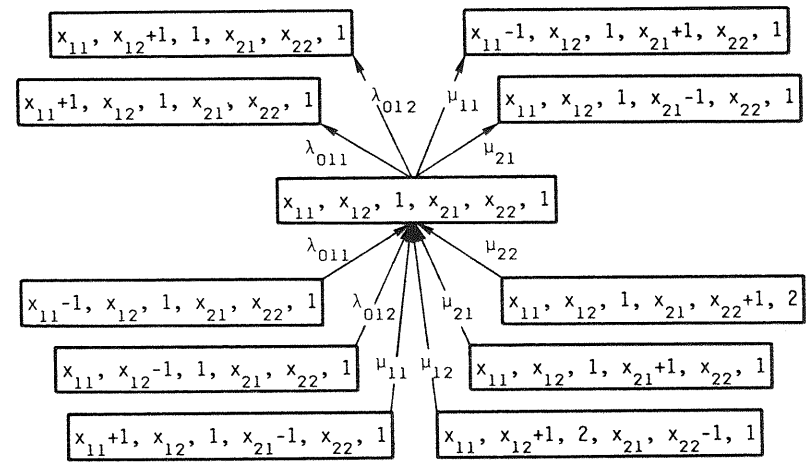 x₁₁, x₁₂+1, 1, x₂₁, x₂₂, 1
x₁₁-1, x₁₂, 1, x₂₁+1, x₂₂, 1
x₁₁+1, x₁₂, 1, x₂₁, x₂₂, 1
λ₀₁₂
μ₁₁
x₁₁, x₁₂, 1, x₂₁-1, x₂₂, 1
λ₀₁₁
μ₂₁
x₁₁, x₁₂, 1, x₂₁, x₂₂, 1
λ₀₁₁
μ₂₂
x₁₁-1, x₁₂, 1, x₂₁, x₂₂, 1
λ₀₁₂
μ₂₁
x₁₁, x₁₂, 1, x₂₁, x₂₂+1, 2
x₁₁, x₁₂-1, 1, x₂₁, x₂₂, 1
μ₁₁
μ₁₂
x₁₁, x₁₂, 1, x₂₁+1, x₂₂, 1
x₁₁+1, x₁₂, 1, x₂₁-1, x₂₂, 1
x₁₁, x₁₂+1, 2, x₂₁, x₂₂-1, 1